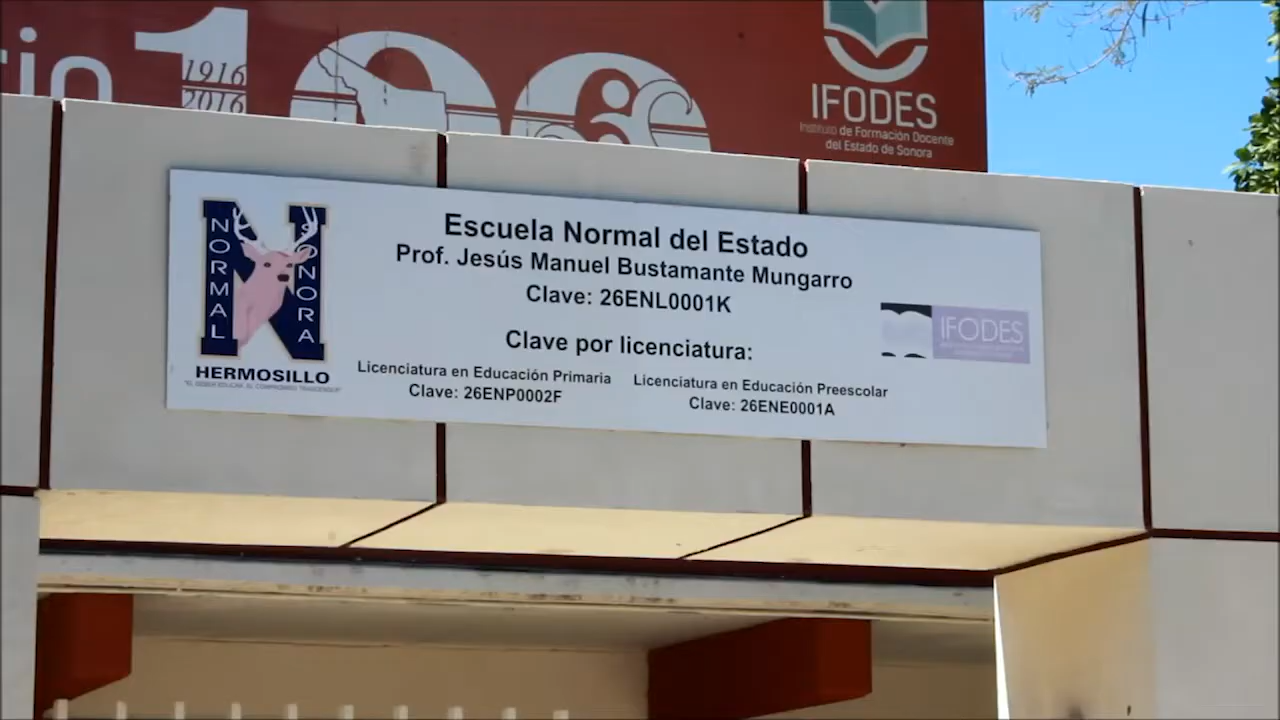 rio 100
1916
2016
IFODES
Instituto de Formación Docente
del Estado de Sonora
NORMAL
SONORA
HERMOSILLO
Escuela Normal del Estado
Prof. Jesús Manuel Bustamante Mungarro
Clave: 26ENL0001K
Clave por licenciatura:
Licenciatura en Educación Primaria
Clave: 26ENP0002F
Licenciatura en Educación Preescolar
Clave: 26ENE0001A
IFODES